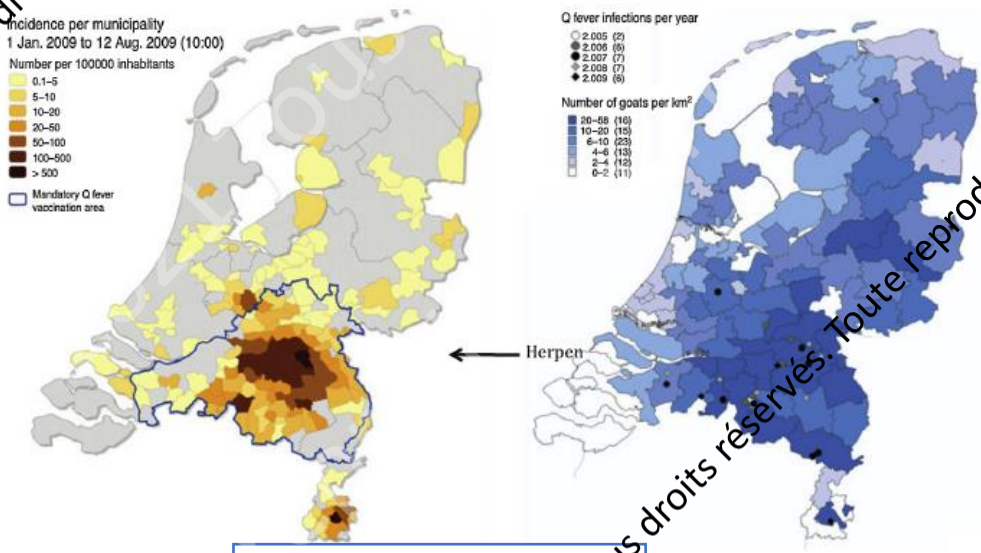 Incidence per municipality
1 Jan. 2009 to 12 Aug. 2009 (10:00)
Number per 100000 inhabitants
0.1–5
5–10
10–20
20–50
50–100
100–500
> 500
Mandatory Q fever
vaccination area
Herpen
Q fever infections per year
2.005 (2)
2.006 (6)
2.007 (7)
2.008 (7)
2.009 (6)
Number of goats per km²
20–58 (16)
10–20 (15)
6–10 (23)
4–6 (13)
2–4 (12)
0–2 (11)
droits réservés. Toute reprod